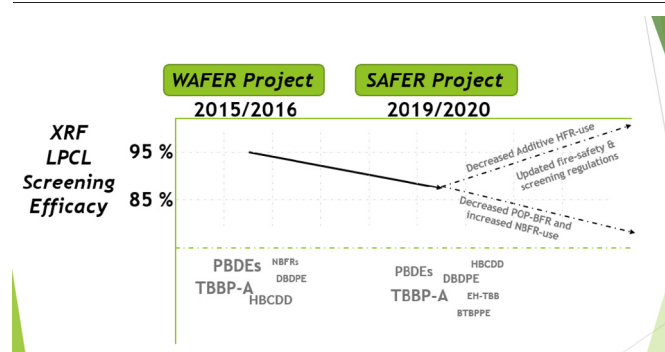 WAFER Project
SAFER Project
2015/2016
2019/2020
XRF
LPCL
Screening
Efficacy
95 %
85 %
Decreased Additive HFR-use
Updated fire-safety &
screening regulations
Decreased POP-BFR and
increased NBFR-use
PBDEs
NBFRs
DBDPE
TBBP-A
HBCDD
PBDEs
HBCDD
DBDPE
TBBP-A
EH-TBB
BTBPPE